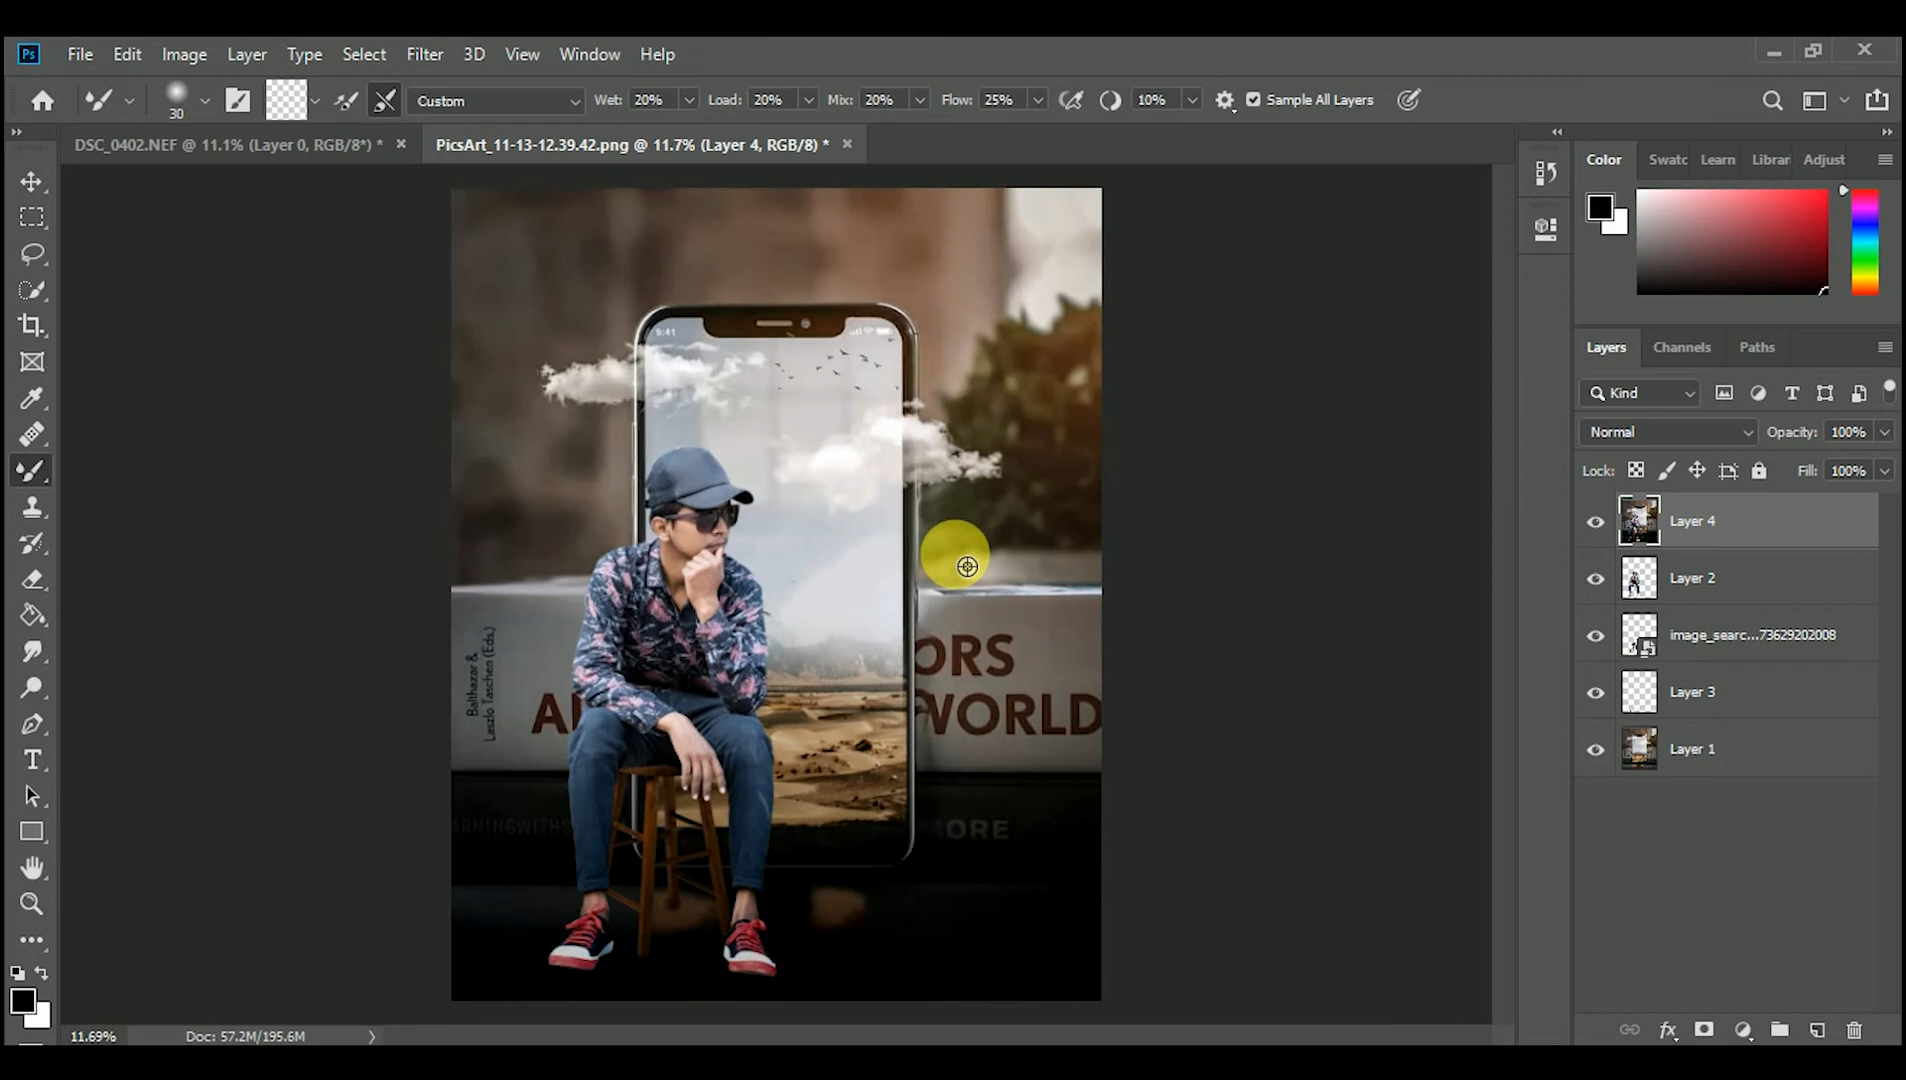 Ps File Edit Image Layer Type Select Filter 3D View Window Help
30 Custom Wet: 20% Load: 20% Mix: 20% Flow: 25% 10% Sample All Layers
DSC_0402.NEF @ 11.1% (Layer 0, RGB/8*) * PicsArt_11-13-12.39.42.png @ 11.7% (Layer 4, RGB/8) *
Color Swatc Learn Librar Adjust
9:41
Balthazar &
Laszlo Taschen (Eds.)
ORS
WORLD
ORE
Layers Channels Paths
Kind
Normal Opacity: 100%
Lock: Fill: 100%
Layer 4
Layer 2
image_searc...73629202008
Layer 3
Layer 1
T
11.69% Doc: 57.2M/195.6M